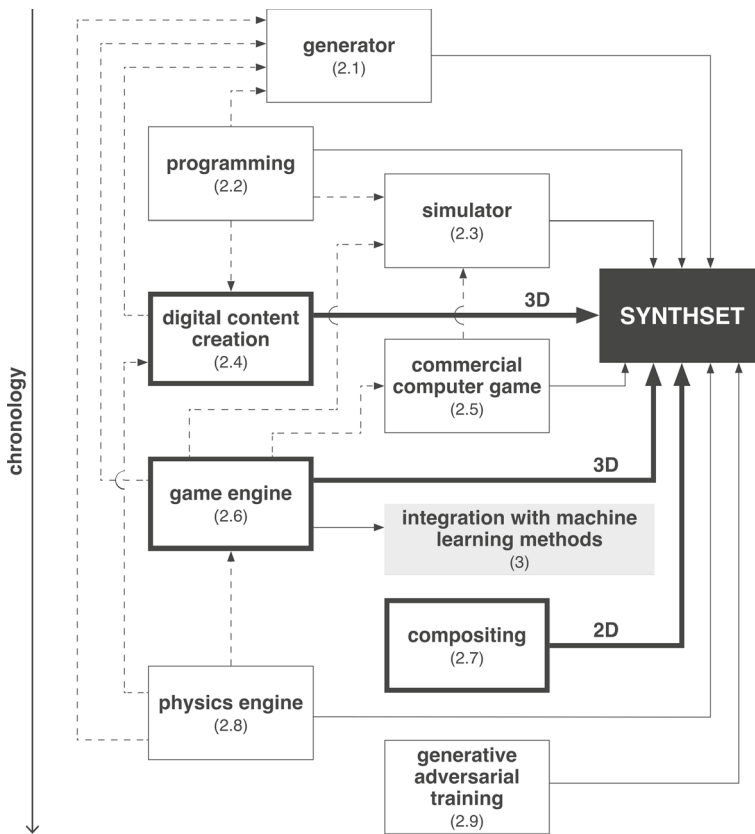 generator
(2.1)
programming
(2.2)
simulator
(2.3)
SYNTHSET
3D
digital content
creation
(2.4)
commercial
computer game
(2.5)
chronology
3D
game engine
(2.6)
integration with machine
learning methods
(3)
compositing
(2.7)
2D
physics engine
(2.8)
generative
adversarial
training
(2.9)